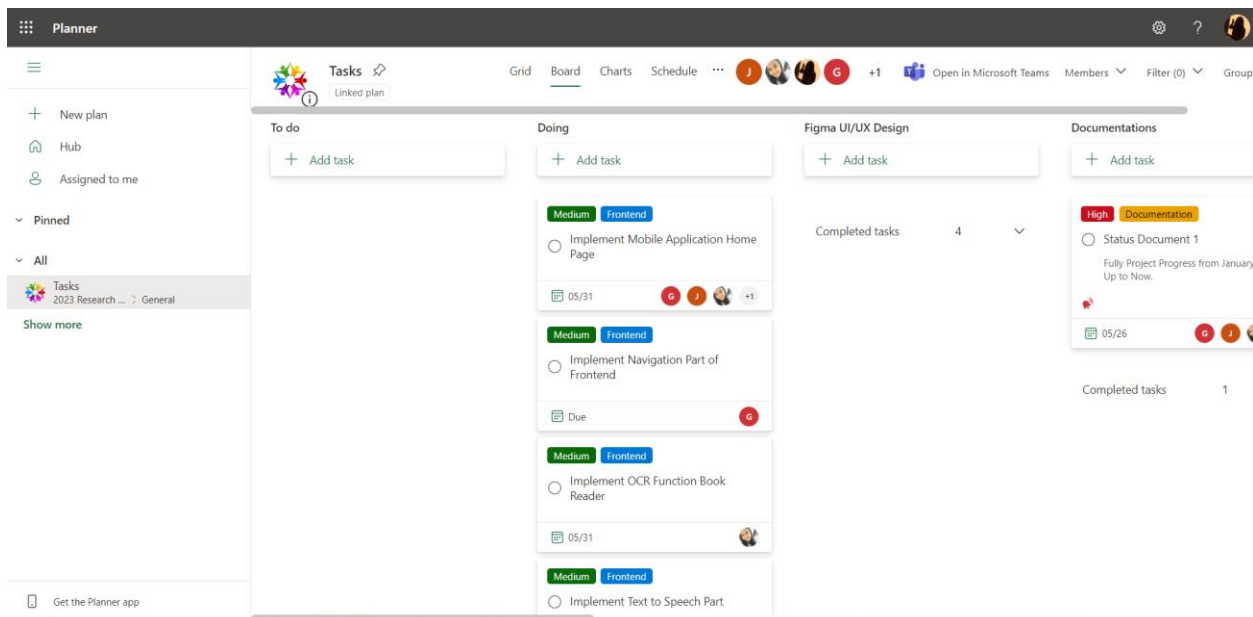 Planner
?
Tasks
Linked plan
Grid Board Charts Schedule ...
J G +1
Open in Microsoft Teams Members Filter (0) Group
New plan
Hub
Assigned to me
Pinned
All
Tasks
2023 Research ... General
Show more
Get the Planner app
To do
+ Add task
Doing
+ Add task
Medium Frontend
Implement Mobile Application Home
Page
05/31 G J +1
Medium Frontend
Implement Navigation Part of
Frontend
Due G
Medium Frontend
Implement OCR Function Book
Reader
05/31
Medium Frontend
Implement Text to Speech Part
Figma UI/UX Design
+ Add task
Completed tasks 4
Documentations
+ Add task
High Documentation
Status Document 1
Fully Project Progress from January
Up to Now.
05/26 G J
Completed tasks 1